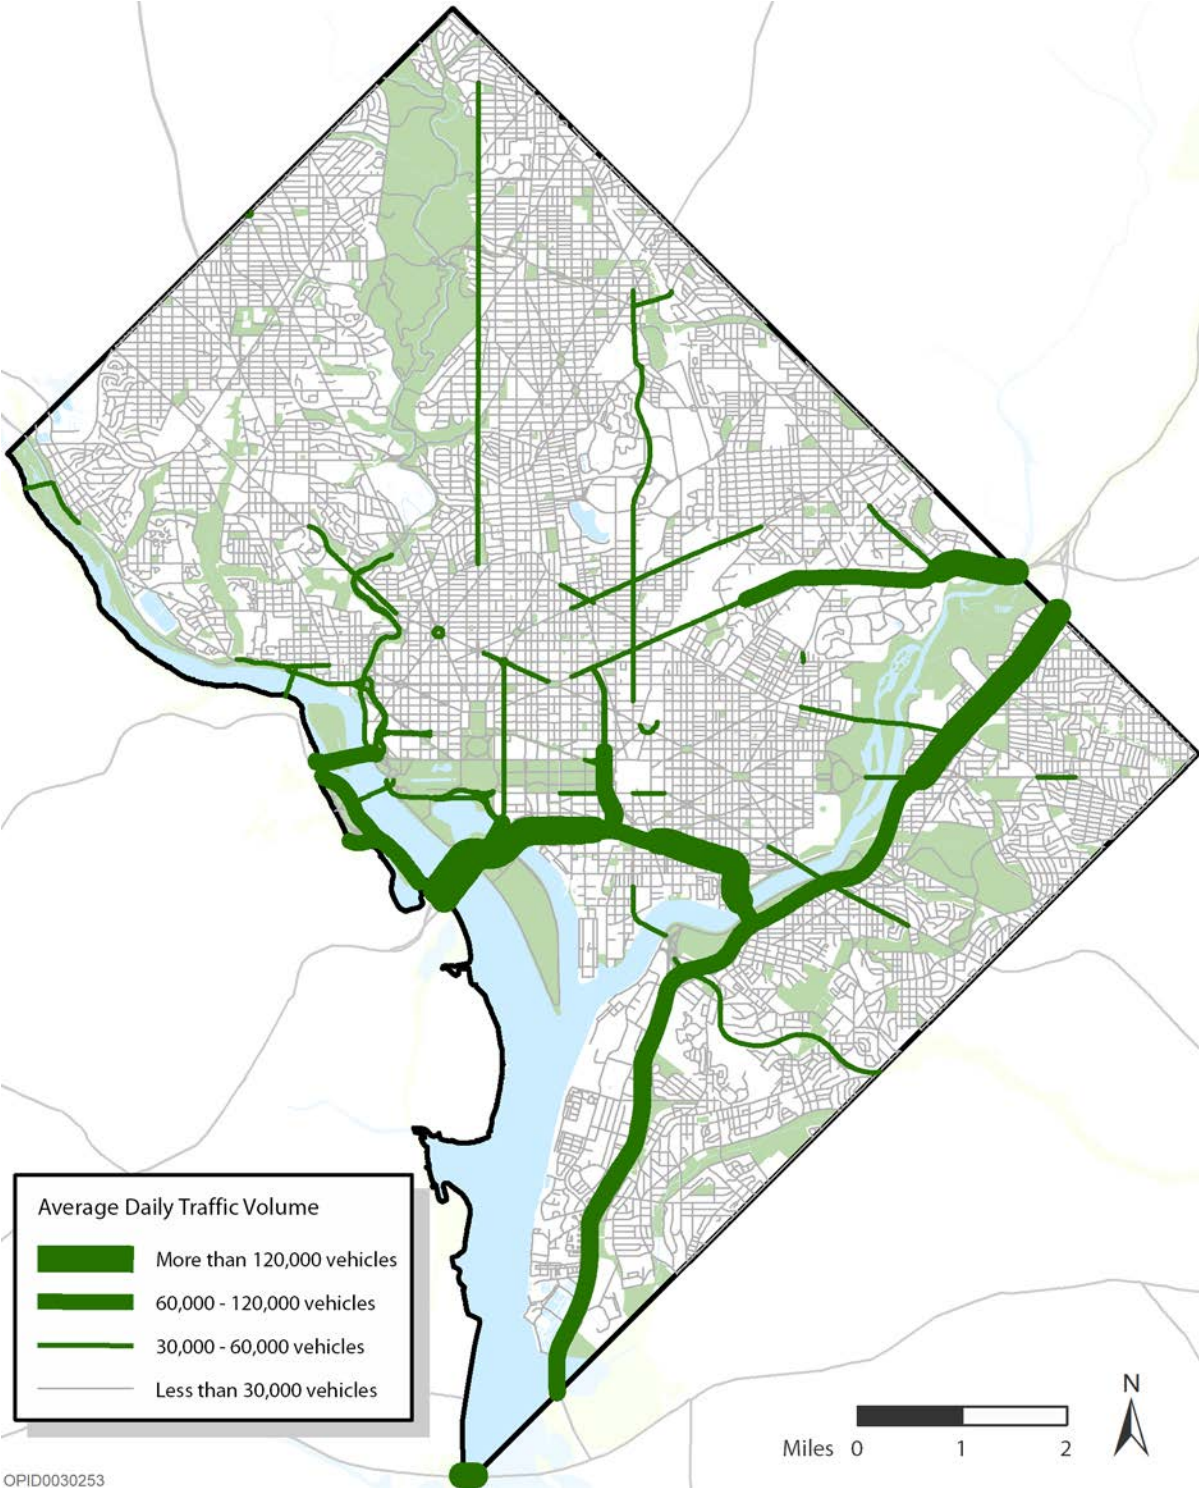 Average Daily Traffic Volume
More than 120,000 vehicles
60,000 - 120,000 vehicles
30,000 - 60,000 vehicles
Less than 30,000 vehicles
N
Miles 0 1 2
OPID0030253